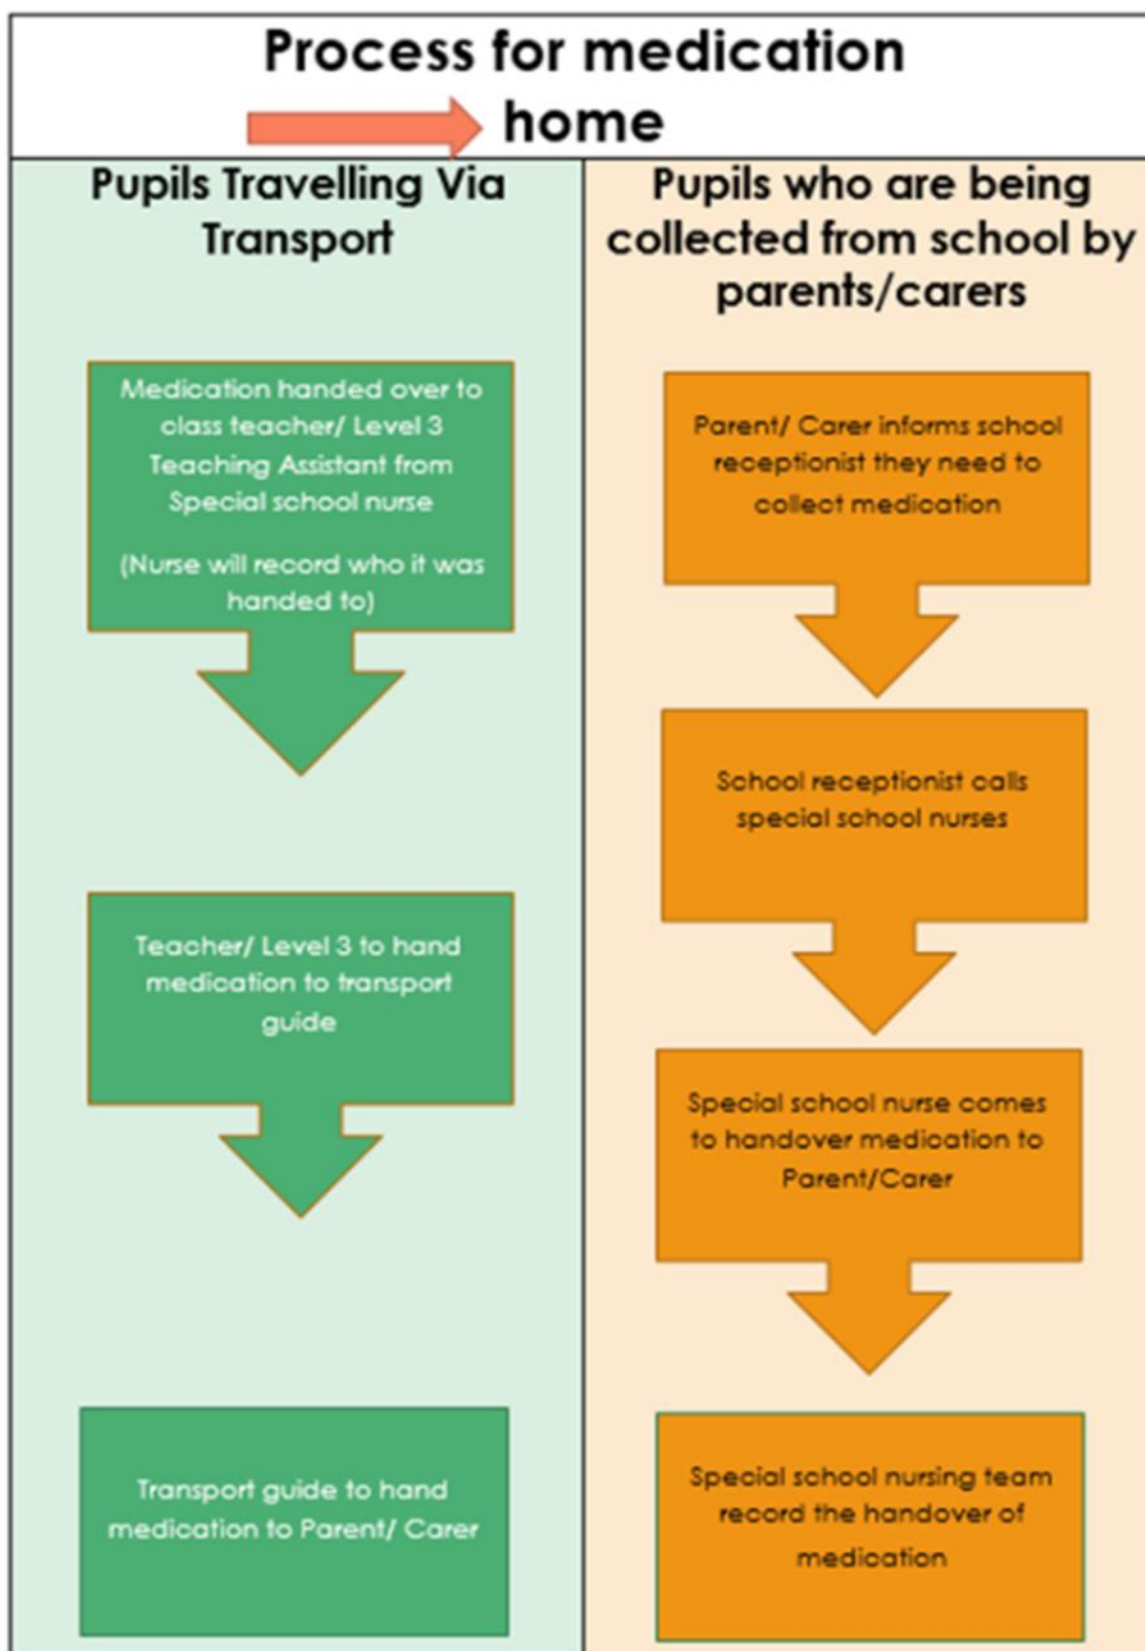 Process for medication
home
Pupils Travelling Via
Transport
Medication handed over to
class teacher/ Level 3
Teaching Assistant from
Special school nurse
(Nurse will record who it was
handed to)
Teacher/ Level 3 to hand
medication to transport
guide
Transport guide to hand
medication to Parent/ Carer
Pupils who are being
collected from school by
parents/carers
Parent/ Carer informs school
receptionist they need to
collect medication
School receptionist calls
special school nurses
Special school nurse comes
to handover medication to
Parent/Carer
Special school nursing team
record the handover of
medication